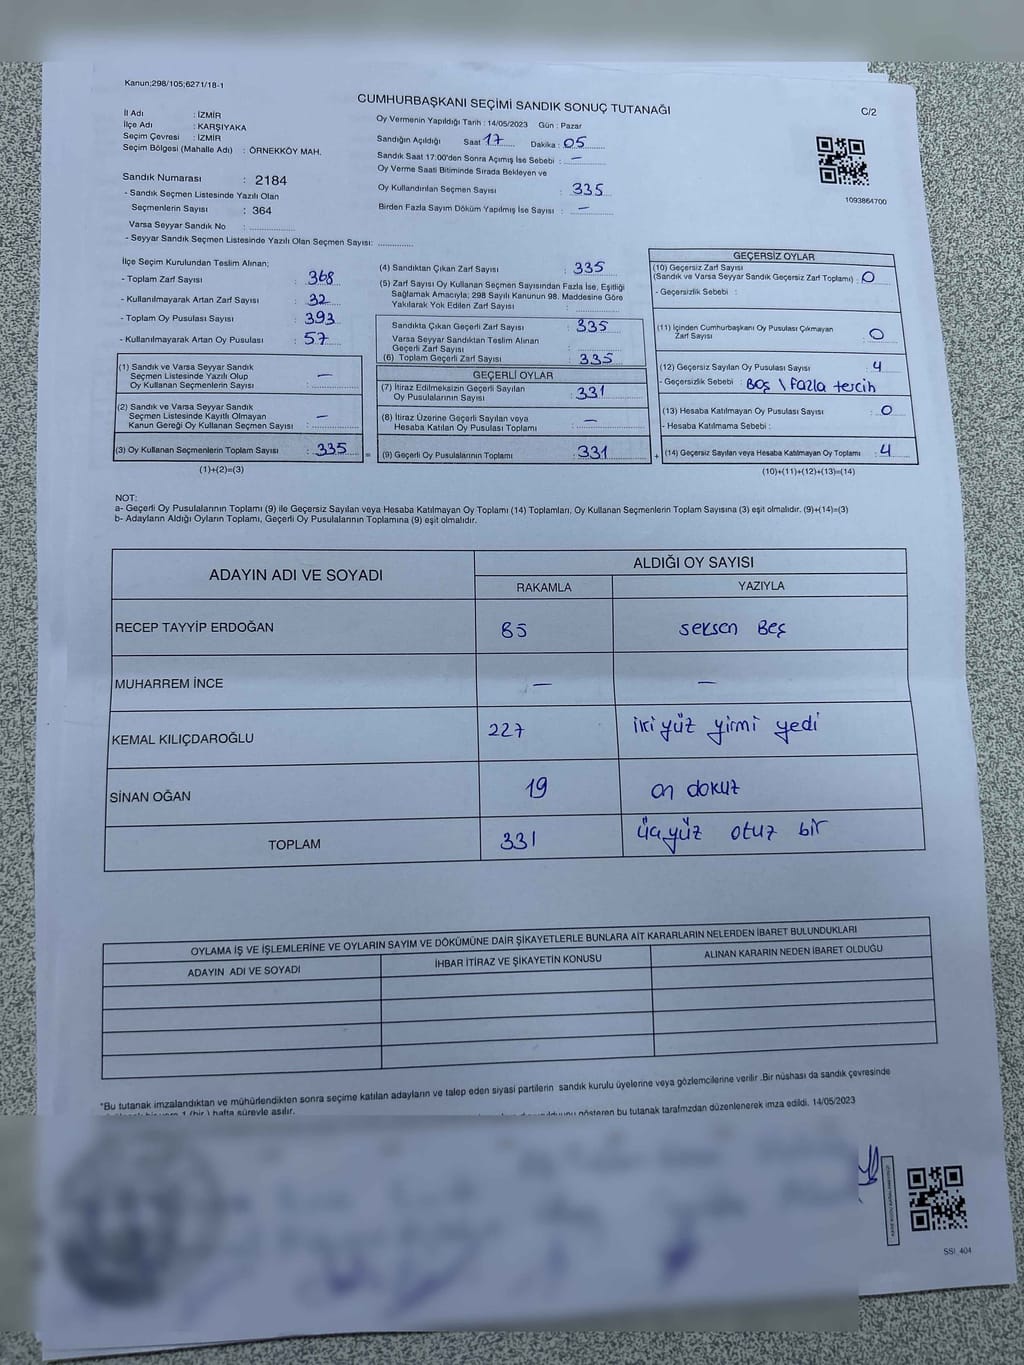 Kanun;298/105;6271/18-1
CUMHURBAŞKANI SEÇİMİ SANDIK SONUÇ TUTANAĞI
C/2
İl Adı : İZMİR
İlçe Adı : KARŞIYAKA
Seçim Çevresi : İZMİR
Seçim Bölgesi (Mahalle Adı) : ÖRNEKKÖY MAH.
Sandık Numarası : 2184
- Sandık Seçmen Listesinde Yazılı Olan
Seçmenlerin Sayısı : 364
Varsa Seyyar Sandık No :
- Seyyar Sandık Seçmen Listesinde Yazılı Olan Seçmen Sayısı:
Oy Vermenin Yapıldığı Tarih : 14/05/2023 Gün : Pazar
Sandığın Açıldığı Saat 17 Dakika : 05
Sandık Saat 17:00'den Sonra Açımış İse Sebebi : —
Oy Verme Saati Bitiminde Sırada Bekleyen ve
Oy Kullandırılan Seçmen Sayısı : 335
Birden Fazla Sayım Döküm Yapılmış İse Sayısı : —
1093864700
İlçe Seçim Kurulundan Teslim Alınan;
- Toplam Zarf Sayısı : 368
- Kullanılmayarak Artan Zarf Sayısı : 32
- Toplam Oy Pusulası Sayısı : 393
- Kullanılmayarak Artan Oy Pusulası : 57
(1) Sandık ve Varsa Seyyar Sandık
Seçmen Listesinde Yazılı Olup
Oy Kullanan Seçmenlerin Sayısı : —
(2) Sandık ve Varsa Seyyar Sandık
Seçmen Listesinde Kayıtlı Olmayan
Kanun Gereği Oy Kullanan Seçmen Sayısı : —
(3) Oy Kullanan Seçmenlerin Toplam Sayısı : 335
(1)+(2)=(3)
(4) Sandıktan Çıkan Zarf Sayısı : 335
(5) Zarf Sayısı Oy Kullanan Seçmen Sayısından Fazla İse, Eşitliği
Sağlamak Amacıyla; 298 Sayılı Kanunun 98. Maddesine Göre
Yakılarak Yok Edilen Zarf Sayısı :
Sandıkta Çıkan Geçerli Zarf Sayısı : 335
Varsa Seyyar Sandıktan Teslim Alınan
Geçerli Zarf Sayısı :
(6) Toplam Geçerli Zarf Sayısı : 335
GEÇERLİ OYLAR
(7) İtiraz Edilmeksizin Geçerli Sayılan
Oy Pusulalarının Sayısı : 331
(8) İtiraz Üzerine Geçerli Sayılan veya
Hesaba Katılan Oy Pusulası Toplamı : —
= (9) Geçerli Oy Pusulalarının Toplamı : 331
GEÇERSİZ OYLAR
(10) Geçersiz Zarf Sayısı
(Sandık ve Varsa Seyyar Sandık Geçersiz Zarf Toplamı) : 0
- Geçersizlik Sebebi :
(11) İçinden Cumhurbaşkanı Oy Pusulası Çıkmayan
Zarf Sayısı : 0
(12) Geçersiz Sayılan Oy Pusulası Sayısı : 4
- Geçersizlik Sebebi : Boş \ fazla tercih
(13) Hesaba Katılmayan Oy Pusulası Sayısı : 0
- Hesaba Katılmama Sebebi :
+ (14) Geçersiz Sayılan veya Hesaba Katılmayan Oy Toplamı : 4
(10)+(11)+(12)+(13)=(14)
NOT:
a- Geçerli Oy Pusulalarının Toplamı (9) ile Geçersiz Sayılan veya Hesaba Katılmayan Oy Toplamı (14) Toplamları, Oy Kullanan Seçmenlerin Toplam Sayısına (3) eşit olmalıdır. (9)+(14)=(3)
b- Adayların Aldığı Oyların Toplamı, Geçerli Oy Pusulalarının Toplamına (9) eşit olmalıdır.
ADAYIN ADI VE SOYADI ALDIĞI OY SAYISI
RAKAMLA YAZIYLA
RECEP TAYYİP ERDOĞAN 85 seksen Beş
MUHARREM İNCE — —
KEMAL KILIÇDAROĞLU 227 iki yüz yirmi yedi
SİNAN OĞAN 19 on dokuz
TOPLAM 331 üçyüz otuz bir
OYLAMA İŞ VE İŞLEMLERİNE VE OYLARIN SAYIM VE DÖKÜMÜNE DAİR ŞİKAYETLERLE BUNLARA AİT KARARLARIN NELERDEN İBARET BULUNDUKLARI
ADAYIN ADI VE SOYADI İHBAR İTİRAZ VE ŞİKAYETİN KONUSU ALINAN KARARIN NEDEN İBARET OLDUĞU
*Bu tutanak imzalandıktan ve mühürlendikten sonra seçime katılan adayların ve talep eden siyasi partilerin sandık kurulu üyelerine veya gözlemcilerine verilir .Bir nüshası da sandık çevresinde
1 (bir ) hafta süreyle asılır.
gösteren bu tutanak tarafımzdan düzenlenerek imza edildi. 14/05/2023
SSI_404